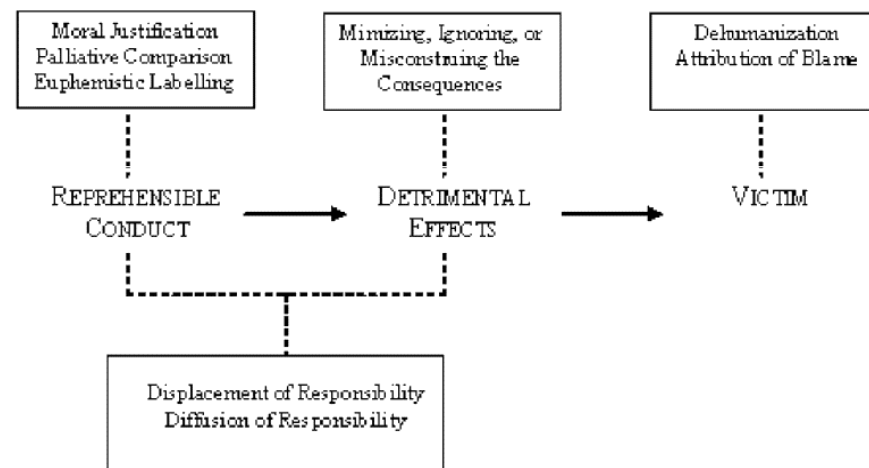 Moral Justification
Palliative Comparison
Euphemistic Labelling
Mimizing, Ignoring, or
Misconstruing the
Consequences
Dehumanization
Attribution of Blame
REPREHENSIBLE
CONDUCT
DETRIMENTAL
EFFECTS
VICTIM
Displacement of Responsibility
Diffusion of Responsibility